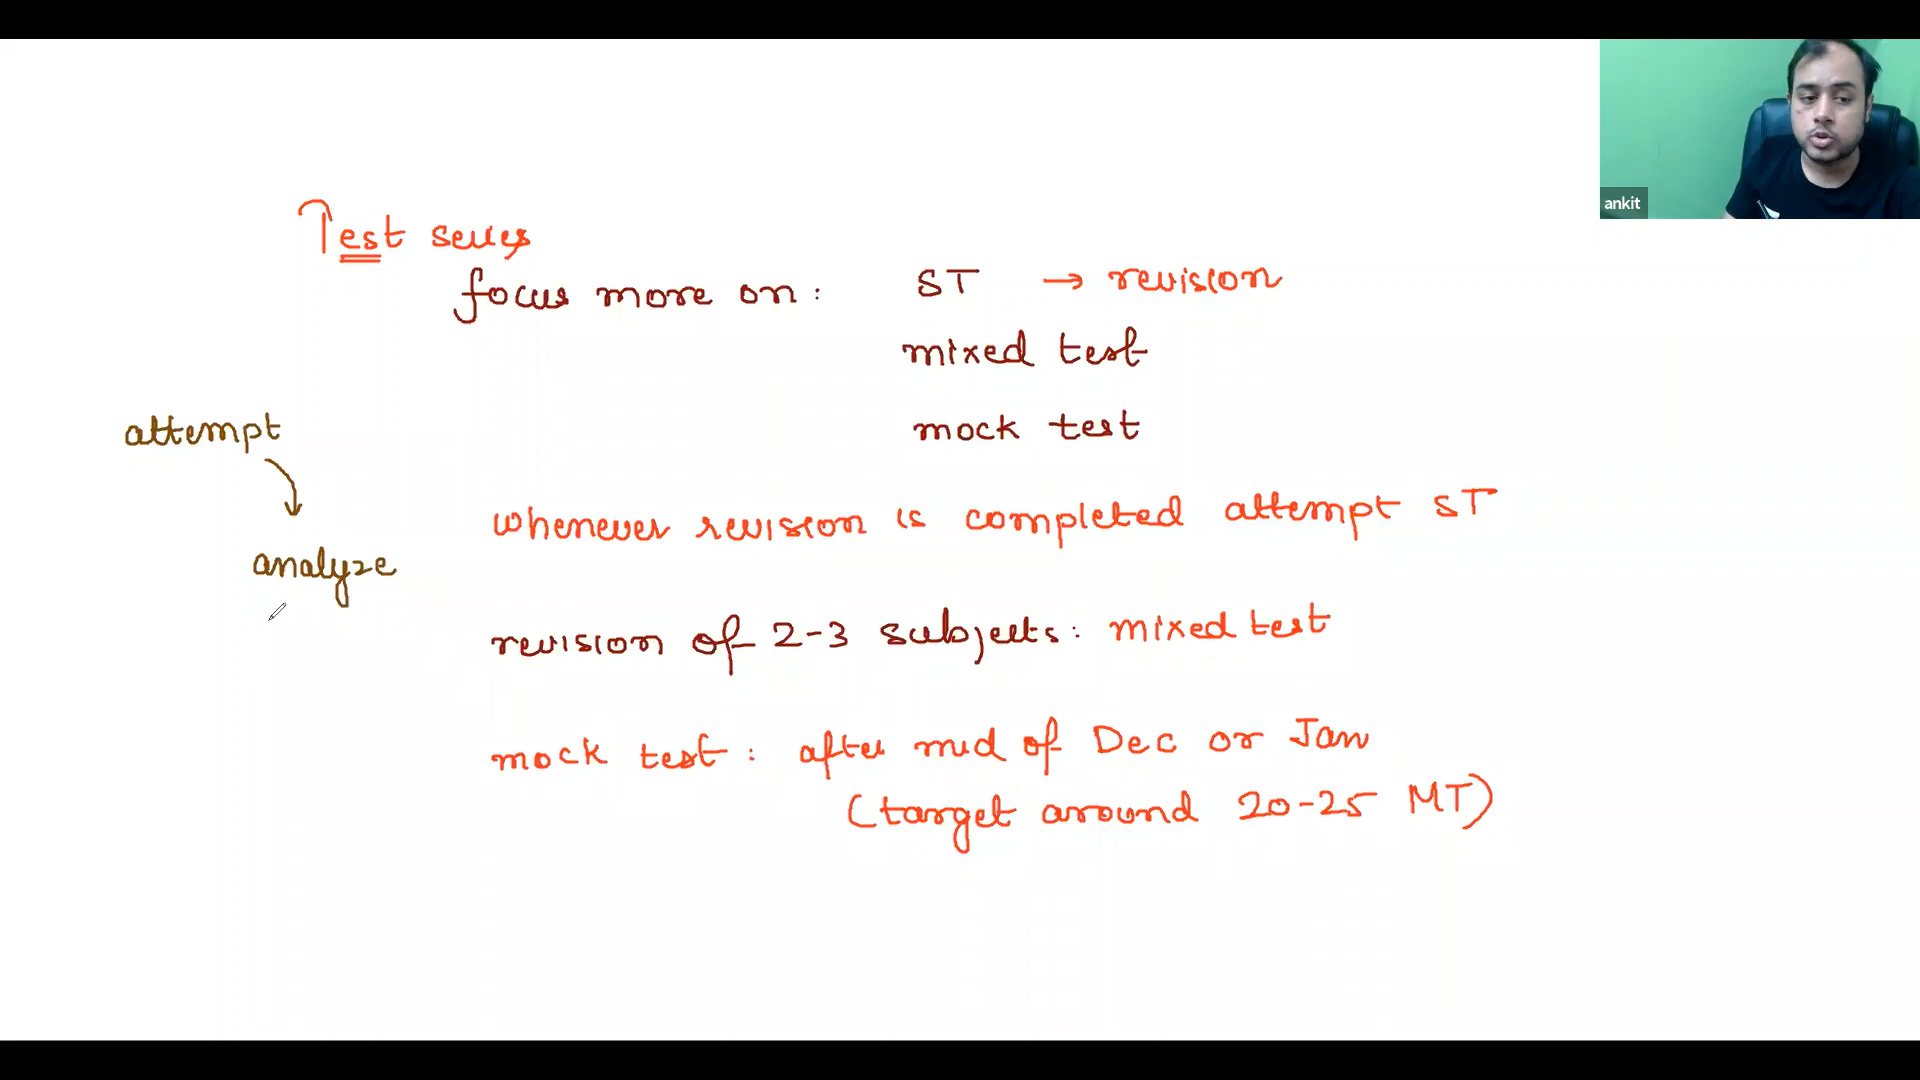 ankit
Test series
focus more on : ST → revision
mixed test
mock test
attempt
analyze
whenever revision is completed attempt ST
revision of 2-3 subjects : mixed test
mock test : after mid of Dec or Jan
(target around 20-25 MT)